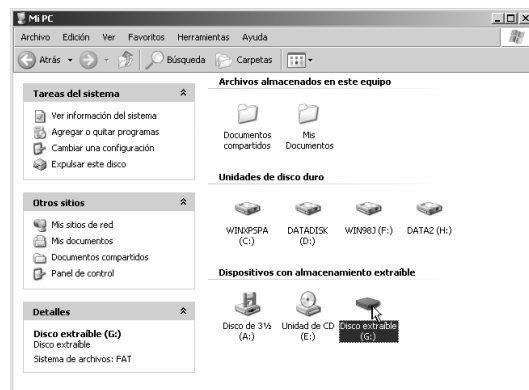 Mi PC
Archivo Edición Ver Favoritos Herramientas Ayuda
Atrás Búsqueda Carpetas
Tareas del sistema
Ver información del sistema
Agregar o quitar programas
Cambiar una configuración
Expulsar este disco
Otros sitios
Mis sitios de red
Mis documentos
Documentos compartidos
Panel de control
Detalles
Disco extraíble (G:)
Disco extraíble
Sistema de archivos: FAT
Archivos almacenados en este equipo
Documentos compartidos
Mis Documentos
Unidades de disco duro
WINXPSPA (C:)
DATADISK (D:)
WIN98J (F:)
DATA2 (H:)
Dispositivos con almacenamiento extraíble
Disco de 3½ (A:)
Unidad de CD (E:)
Disco extraíble (G:)